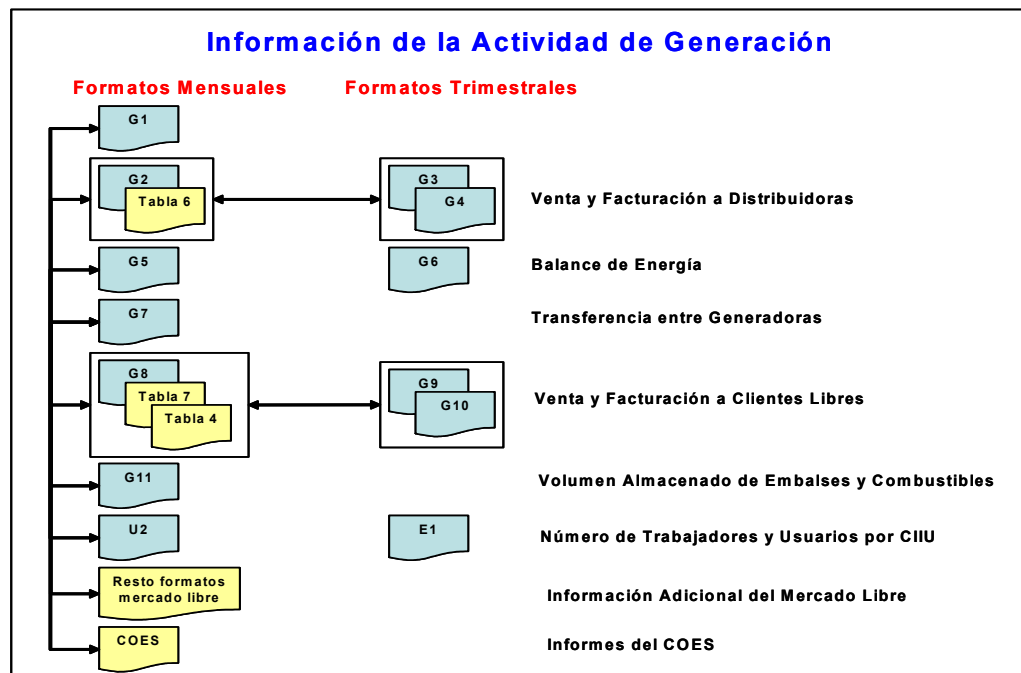 Información de la Actividad de Generación
Formatos Mensuales
Formatos Trimestrales
G1
G2
Tabla 6
G3
G4
Venta y Facturación a Distribuidoras
G5
G6
Balance de Energía
G7
Transferencia entre Generadoras
G8
Tabla 7
Tabla 4
G9
G10
Venta y Facturación a Clientes Libres
G11
Volumen Almacenado de Embalses y Combustibles
U2
E1
Número de Trabajadores y Usuarios por CIIU
Resto formatos
mercado libre
Información Adicional del Mercado Libre
COES
Informes del COES